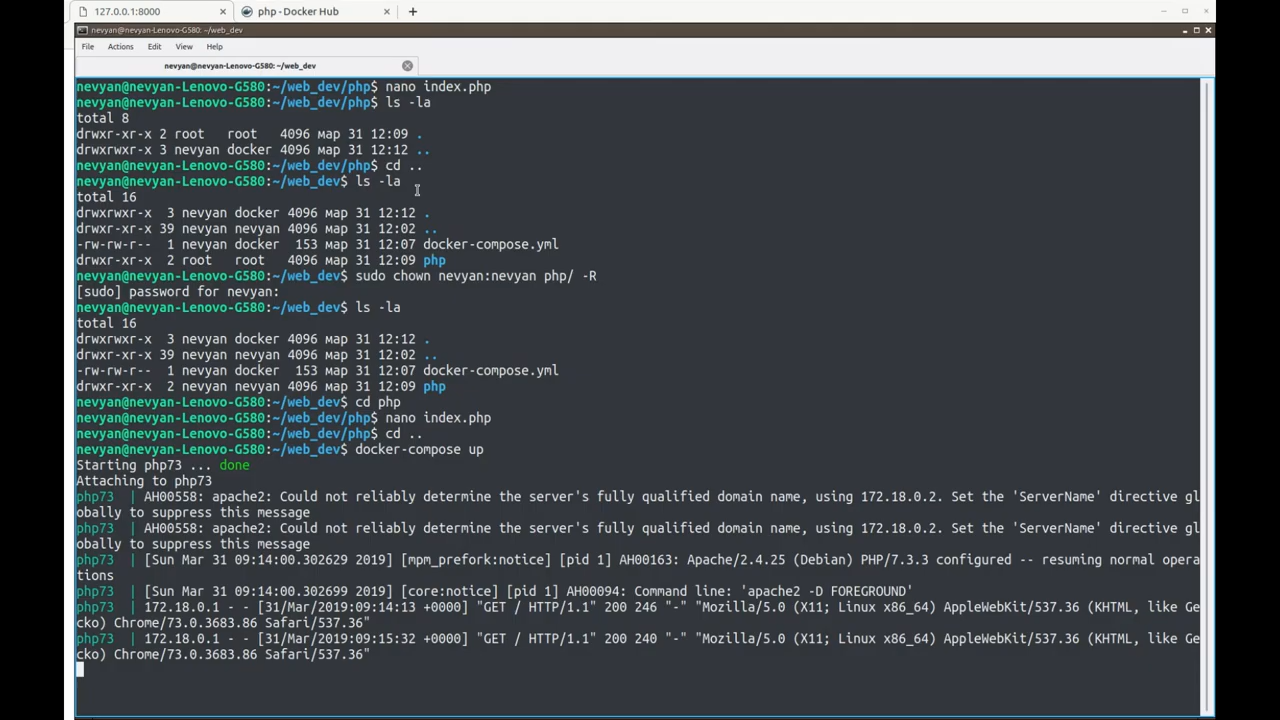 127.0.0.1:8000
php - Docker Hub
nevyan@nevyan-Lenovo-G580: ~/web_dev
File Actions Edit View Help
nevyan@nevyan-Lenovo-G580: ~/web_dev
nevyan@nevyan-Lenovo-G580:~/web_dev/php$ nano index.php
nevyan@nevyan-Lenovo-G580:~/web_dev/php$ ls -la
total 8
drwxr-xr-x 2 root   root   4096 мар 31 12:09 .
drwxrwxr-x 3 nevyan docker 4096 мар 31 12:12 ..
nevyan@nevyan-Lenovo-G580:~/web_dev/php$ cd ..
nevyan@nevyan-Lenovo-G580:~/web_dev$ ls -la
total 16
drwxrwxr-x  3 nevyan docker 4096 мар 31 12:12 .
drwxr-xr-x 39 nevyan nevyan 4096 мар 31 12:02 ..
-rw-rw-r--  1 nevyan docker  153 мар 31 12:07 docker-compose.yml
drwxr-xr-x  2 root   root   4096 мар 31 12:09 php
nevyan@nevyan-Lenovo-G580:~/web_dev$ sudo chown nevyan:nevyan php/ -R
[sudo] password for nevyan:
nevyan@nevyan-Lenovo-G580:~/web_dev$ ls -la
total 16
drwxrwxr-x  3 nevyan docker 4096 мар 31 12:12 .
drwxr-xr-x 39 nevyan nevyan 4096 мар 31 12:02 ..
-rw-rw-r--  1 nevyan docker  153 мар 31 12:07 docker-compose.yml
drwxr-xr-x  2 nevyan nevyan 4096 мар 31 12:09 php
nevyan@nevyan-Lenovo-G580:~/web_dev$ cd php
nevyan@nevyan-Lenovo-G580:~/web_dev/php$ nano index.php
nevyan@nevyan-Lenovo-G580:~/web_dev/php$ cd ..
nevyan@nevyan-Lenovo-G580:~/web_dev$ docker-compose up
Starting php73 ... done
Attaching to php73
php73  | AH00558: apache2: Could not reliably determine the server's fully qualified domain name, using 172.18.0.2. Set the 'ServerName' directive gl
obally to suppress this message
php73  | AH00558: apache2: Could not reliably determine the server's fully qualified domain name, using 172.18.0.2. Set the 'ServerName' directive gl
obally to suppress this message
php73  | [Sun Mar 31 09:14:00.302629 2019] [mpm_prefork:notice] [pid 1] AH00163: Apache/2.4.25 (Debian) PHP/7.3.3 configured -- resuming normal opera
tions
php73  | [Sun Mar 31 09:14:00.302699 2019] [core:notice] [pid 1] AH00094: Command line: 'apache2 -D FOREGROUND'
php73  | 172.18.0.1 - - [31/Mar/2019:09:14:13 +0000] "GET / HTTP/1.1" 200 246 "-" "Mozilla/5.0 (X11; Linux x86_64) AppleWebKit/537.36 (KHTML, like Ge
cko) Chrome/73.0.3683.86 Safari/537.36"
php73  | 172.18.0.1 - - [31/Mar/2019:09:15:32 +0000] "GET / HTTP/1.1" 200 240 "-" "Mozilla/5.0 (X11; Linux x86_64) AppleWebKit/537.36 (KHTML, like Ge
cko) Chrome/73.0.3683.86 Safari/537.36"